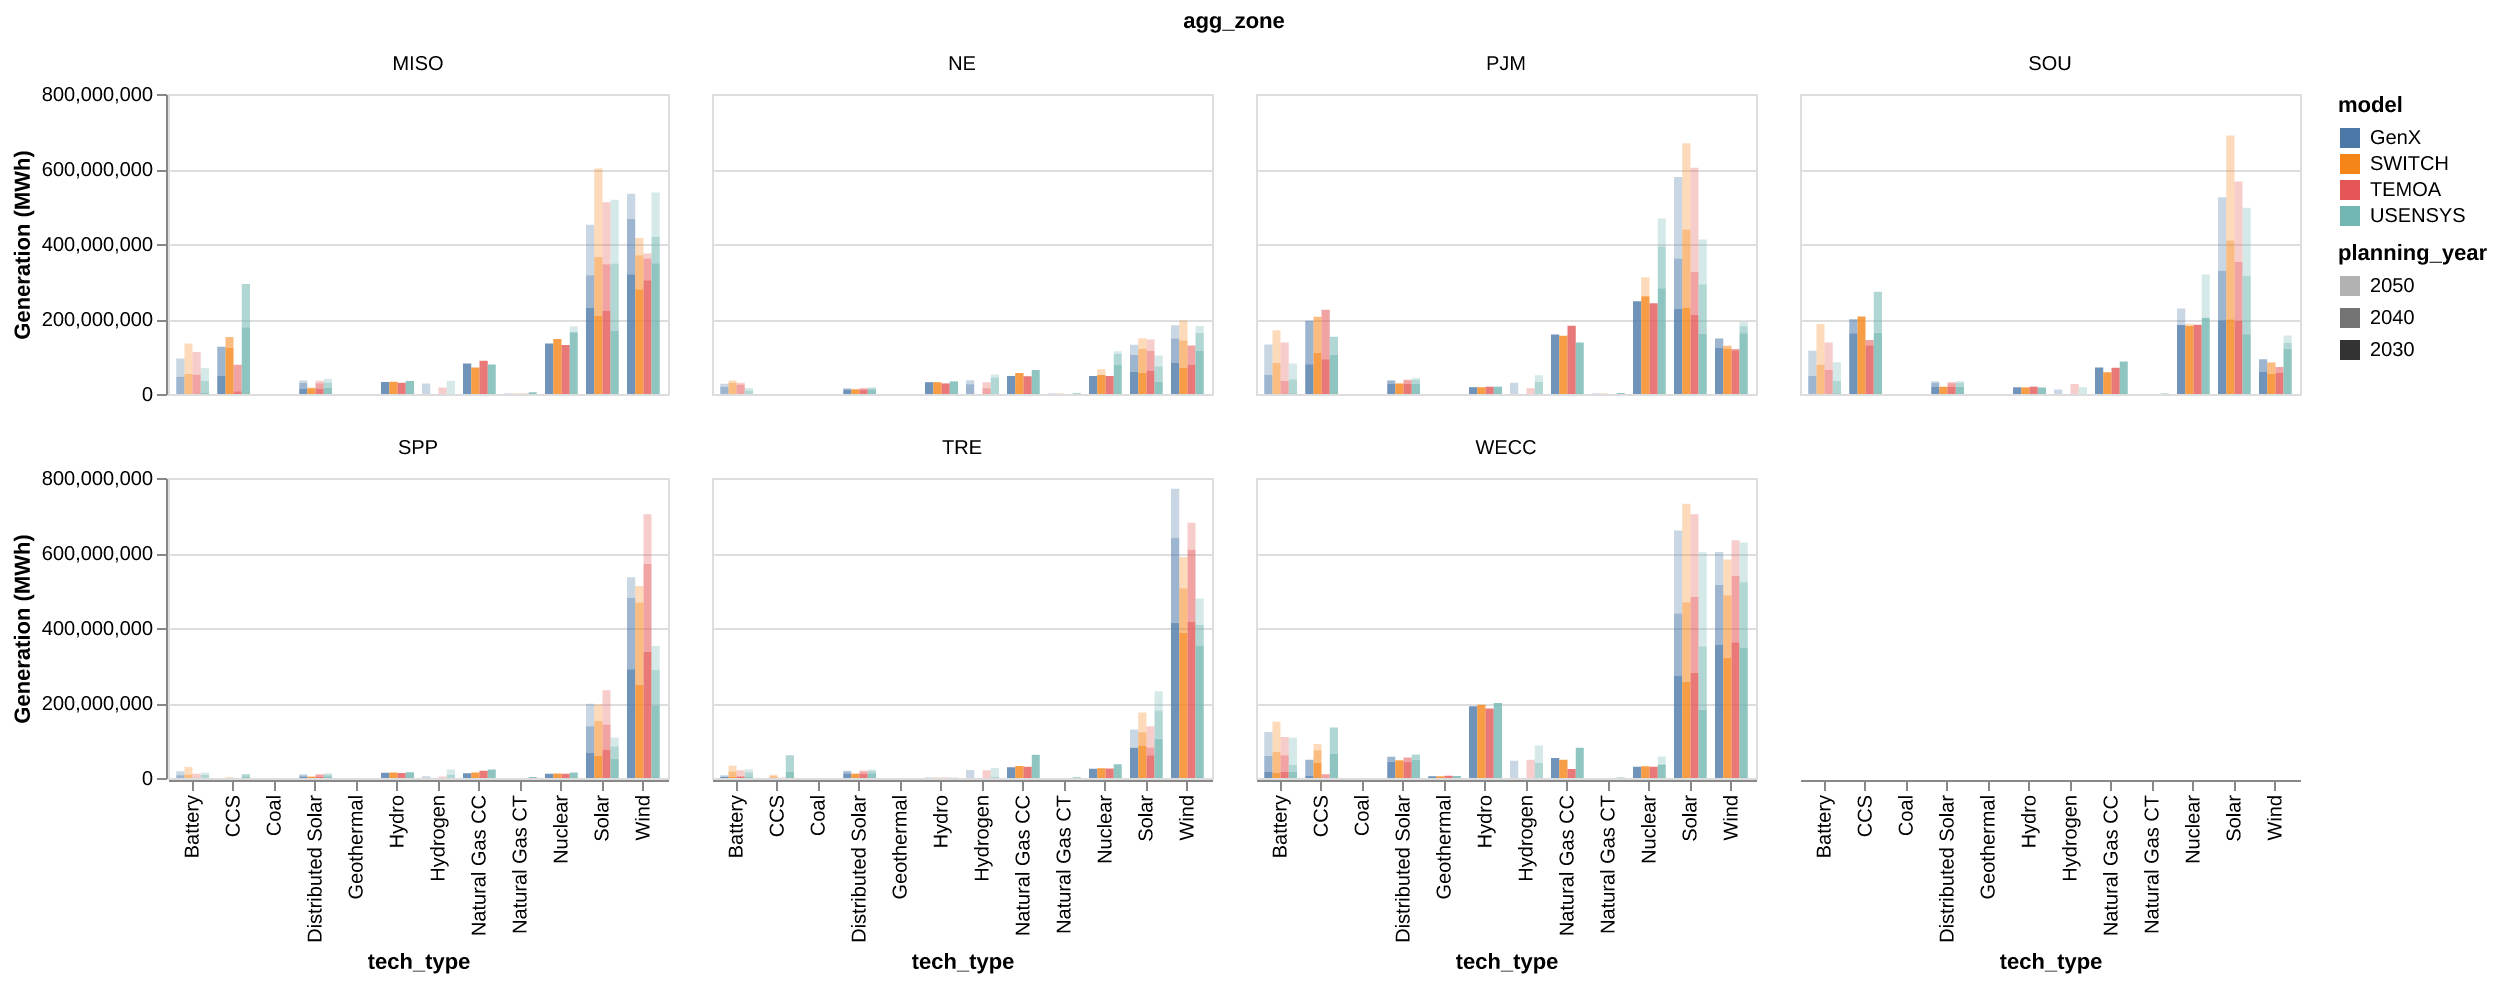 agg_zone
MISO
NE
PJM
SOU
Generation (MWh)
800,000,000
600,000,000
400,000,000
200,000,000
0
model
GenX
SWITCH
TEMOA
USENSYS
planning_year
2050
2040
2030
SPP
TRE
WECC
Generation (MWh)
800,000,000
600,000,000
400,000,000
200,000,000
0
Battery
CCS
Coal
Distributed Solar
Geothermal
Hydro
Hydrogen
Natural Gas CC
Natural Gas CT
Nuclear
Solar
Wind
Battery
CCS
Coal
Distributed Solar
Geothermal
Hydro
Hydrogen
Natural Gas CC
Natural Gas CT
Nuclear
Solar
Wind
Battery
CCS
Coal
Distributed Solar
Geothermal
Hydro
Hydrogen
Natural Gas CC
Natural Gas CT
Nuclear
Solar
Wind
Battery
CCS
Coal
Distributed Solar
Geothermal
Hydro
Hydrogen
Natural Gas CC
Natural Gas CT
Nuclear
Solar
Wind
tech_type
tech_type
tech_type
tech_type